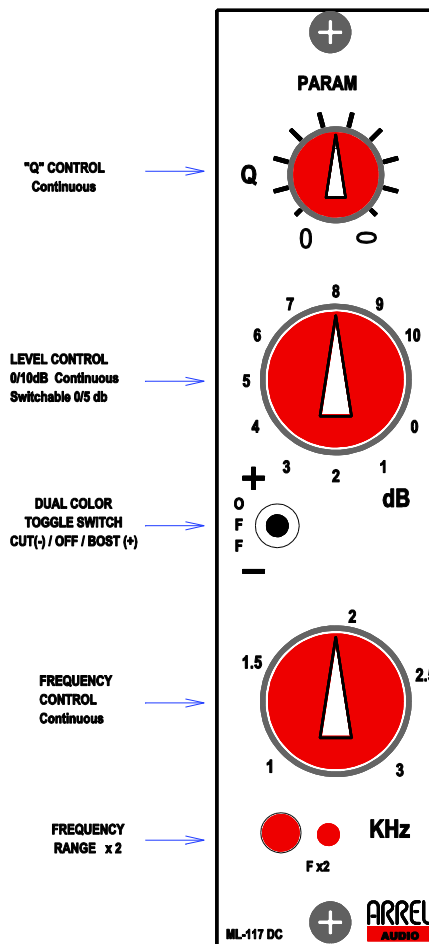 PARAM
"Q" CONTROL
Continuous
Q
8
7 9
6 10
LEVEL CONTROL
0/10dB Continuous
Switchable 0/5 db
5
4 0
3 2 1
+
dB
DUAL COLOR
TOGGLE SWITCH
CUT(-) / OFF / BOST (+)
O
F
F
−
2
1.5 2.5
FREQUENCY
CONTROL
Continuous
1 3
FREQUENCY
RANGE x 2
KHz
F x2
ML-117 DC
ARREL
AUDIO